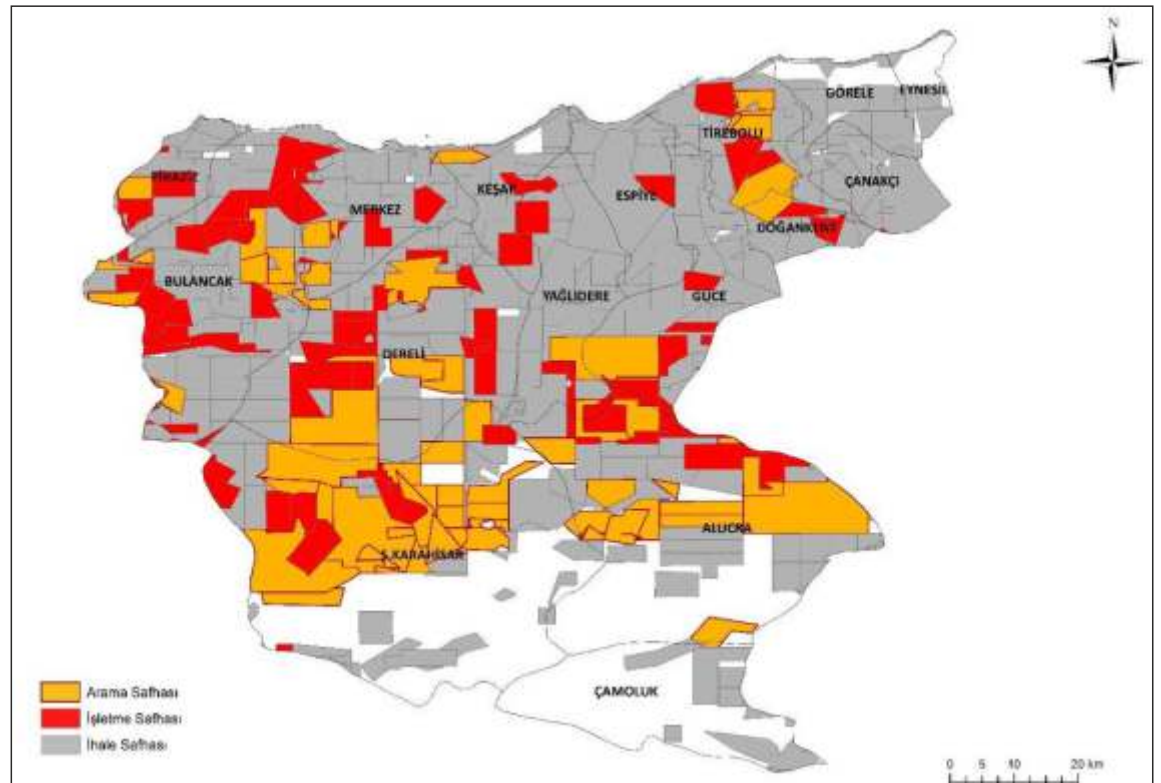 N
GÖRELE
EYNESİL
TİREBOLU
ÇANAKÇI
PİRAZİZ
KEŞAP
ESPİYE
MERKEZ
DOĞANKENT
BULANCAK
YAĞLIDERE
GÜCE
DERELİ
ALUCRA
Ş.KARAHİSAR
ÇAMOLUK
Arama Safhası
İşletme Safhası
İhale Safhası
0 5 10 20 km